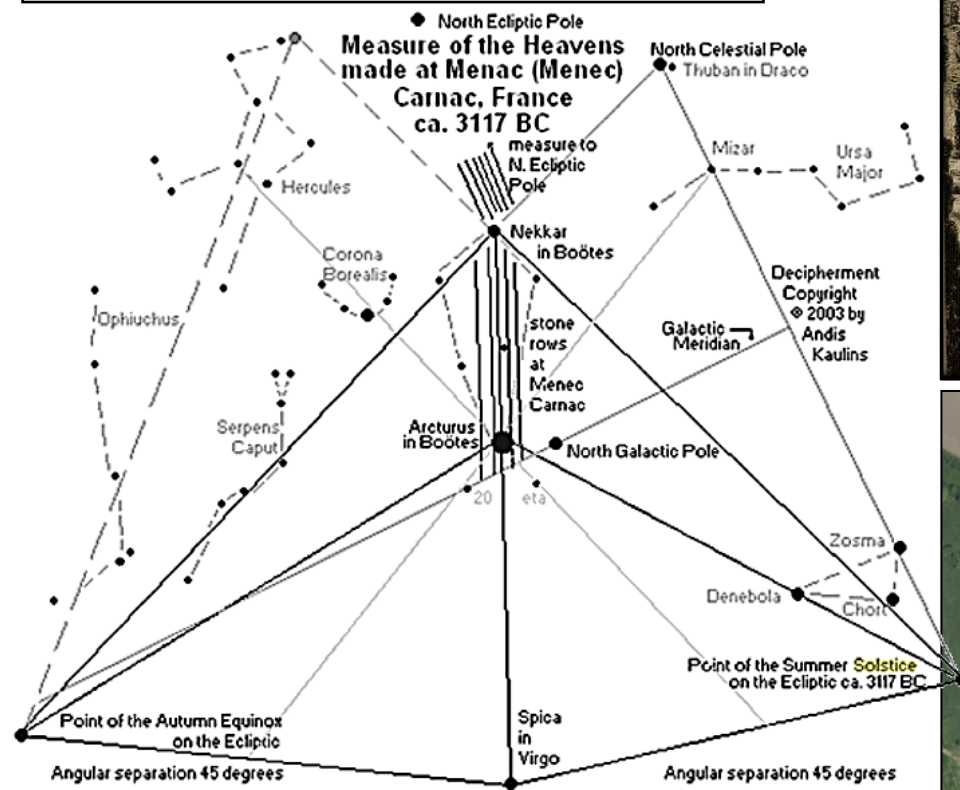 North Ecliptic Pole
Measure of the Heavens
made at Menac (Menec)
Carnac, France
ca. 3117 BC
North Celestial Pole
Thuban in Draco
measure to
N. Ecliptic
Pole
Mizar
Ursa
Major
Hercules
Nekkar
in Boötes
Corona
Borealis
Decipherment
Copyright
2003 by
Andis
Kaulins
Ophiuchus
stone
rows
at
Menec
Carnac
Galactic
Meridian
Serpens
Caput
Arcturus
in Boötes
North Galactic Pole
20
eta
Zosma
Denebola
Chort
Point of the Summer Solstice
on the Ecliptic ca. 3117 BC
Point of the Autumn Equinox
on the Ecliptic
Spica
in
Virgo
Angular separation 45 degrees
Angular separation 45 degrees